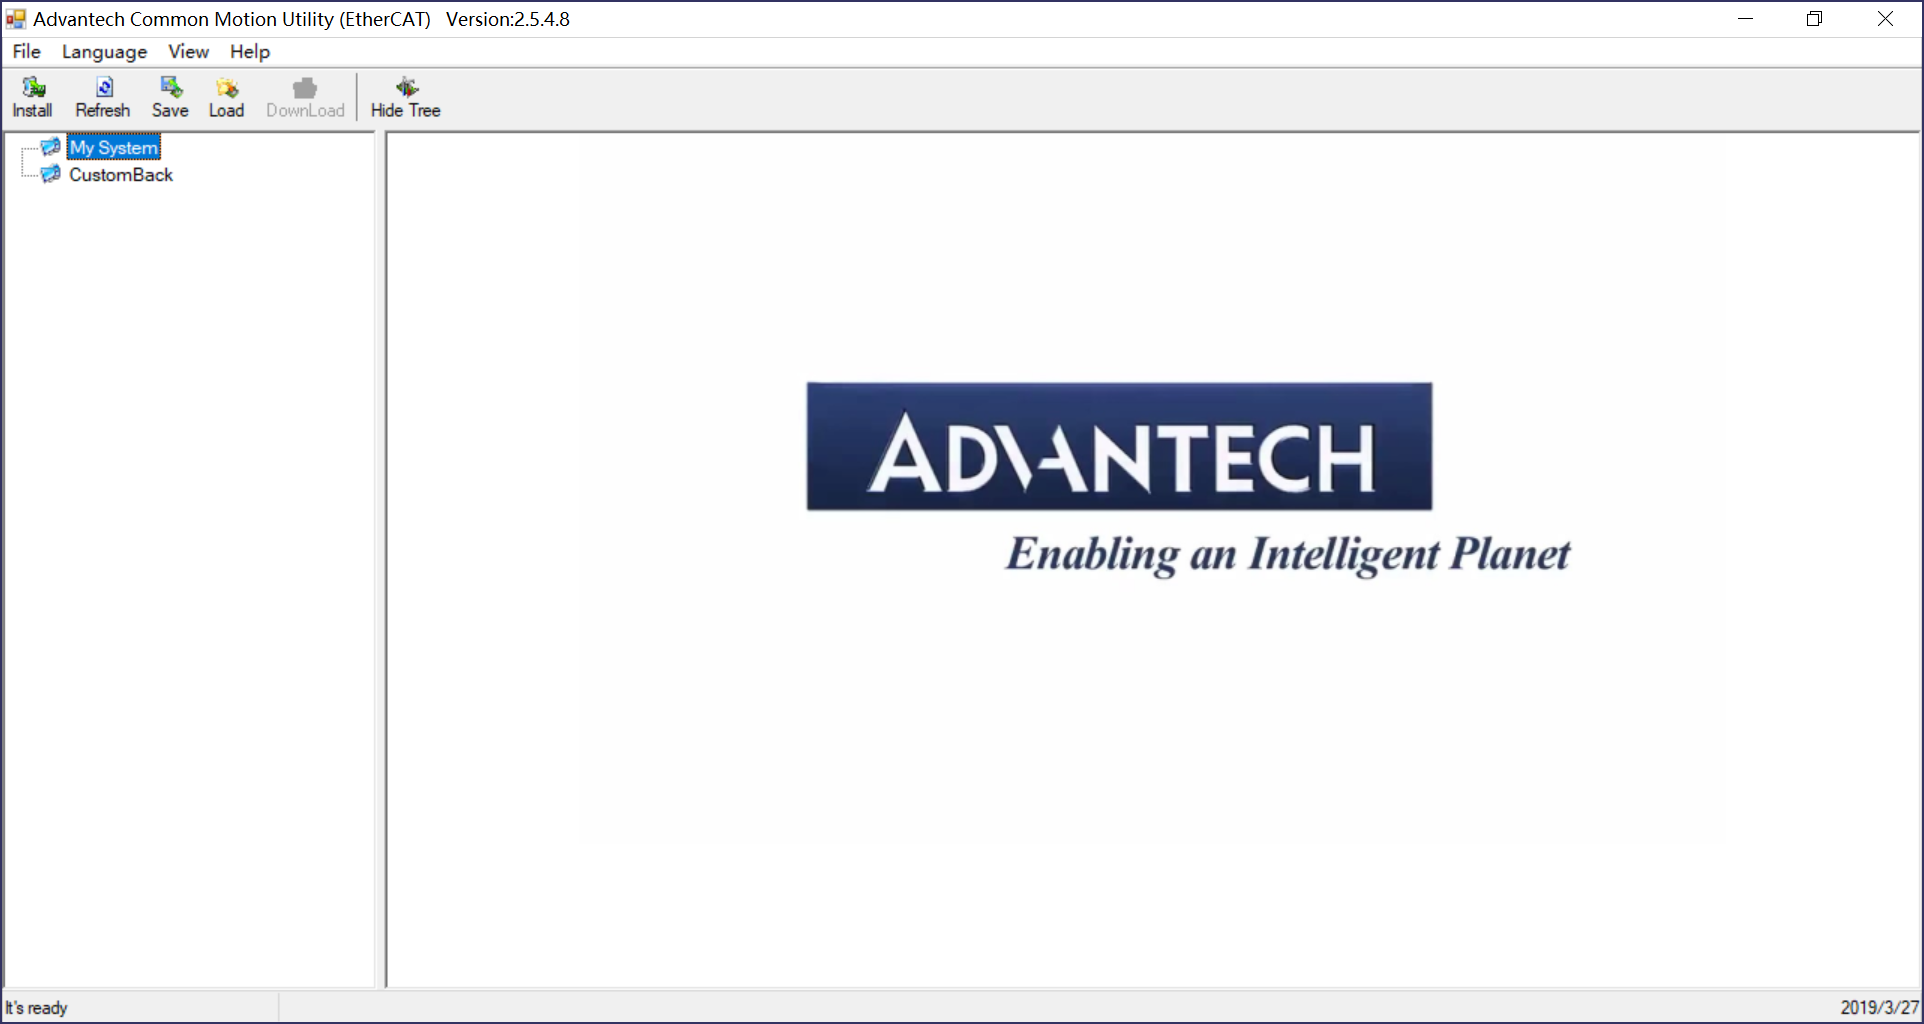 Advantech Common Motion Utility (EtherCAT) Version:2.5.4.8
File Language View Help
Install Refresh Save Load DownLoad Hide Tree
My System
CustomBack
ADVANTECH
Enabling an Intelligent Planet
It's ready 2019/3/27